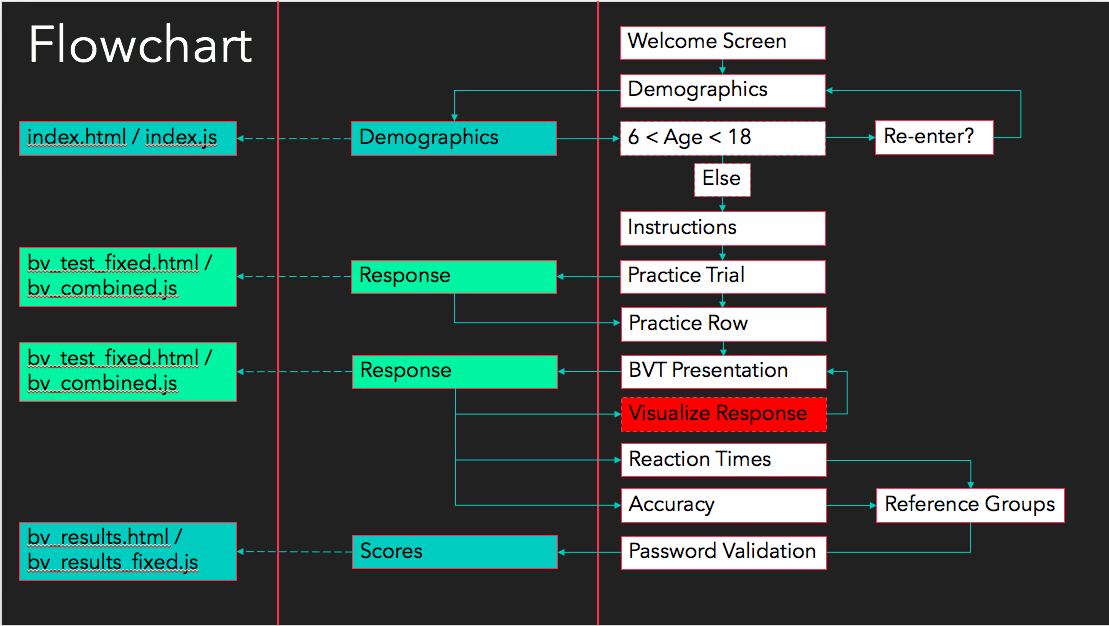 Flowchart
Welcome Screen
Demographics
index.html / index.js
Demographics
6 < Age < 18
Re-enter?
Else
Instructions
bv_test_fixed.html /
bv_combined.js
Response
Practice Trial
Practice Row
bv_test_fixed.html /
bv_combined.js
Response
BVT Presentation
Visualize Response
Reaction Times
Accuracy
Reference Groups
bv_results.html /
bv_results_fixed.js
Scores
Password Validation